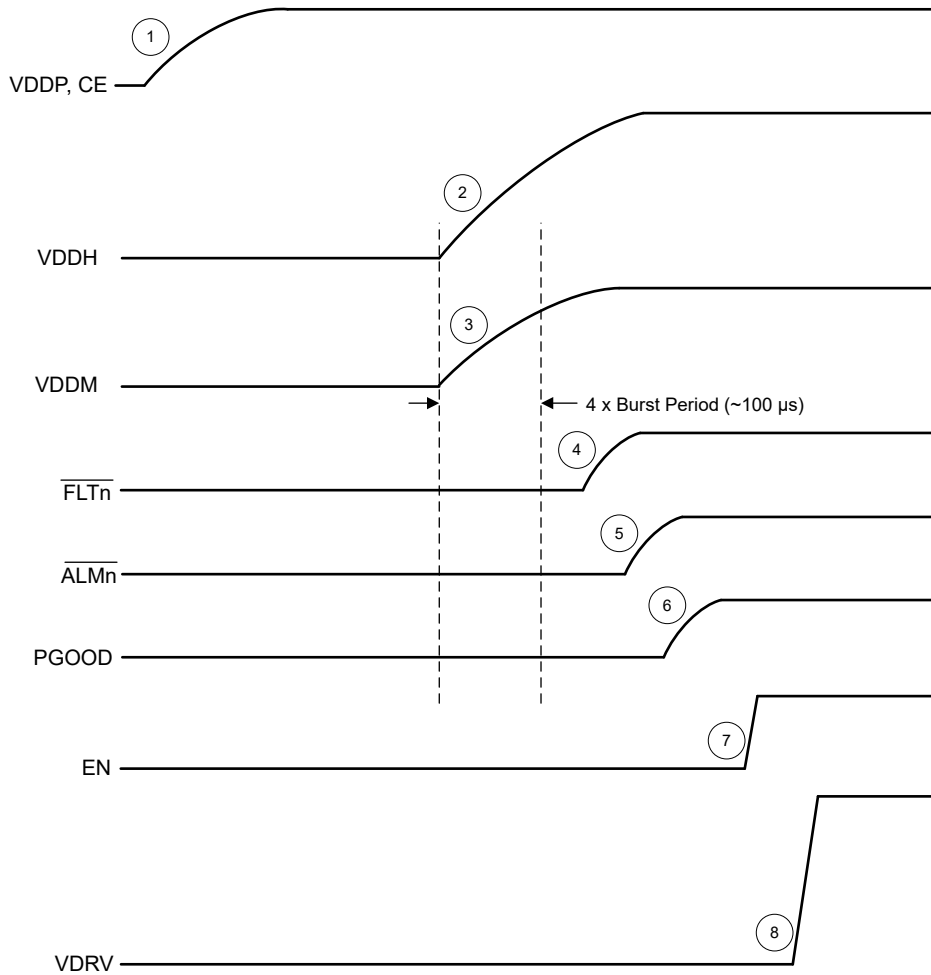 1
VDDP, CE
2
VDDH
3
VDDM
4 x Burst Period (~100 µs)
4
FLTn
5
ALMn
6
PGOOD
7
EN
8
VDRV